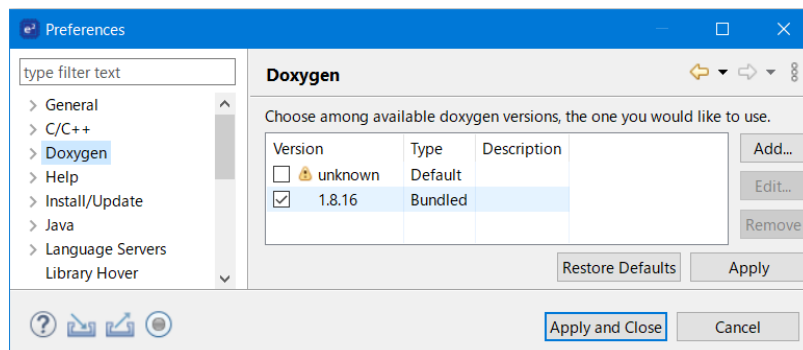 e² Preferences
type filter text
General
C/C++
Doxygen
Help
Install/Update
Java
Language Servers
Library Hover
Doxygen
Choose among available doxygen versions, the one you would like to use.
Version Type Description
unknown Default
1.8.16 Bundled
Add...
Edit...
Remove
Restore Defaults Apply
Apply and Close Cancel